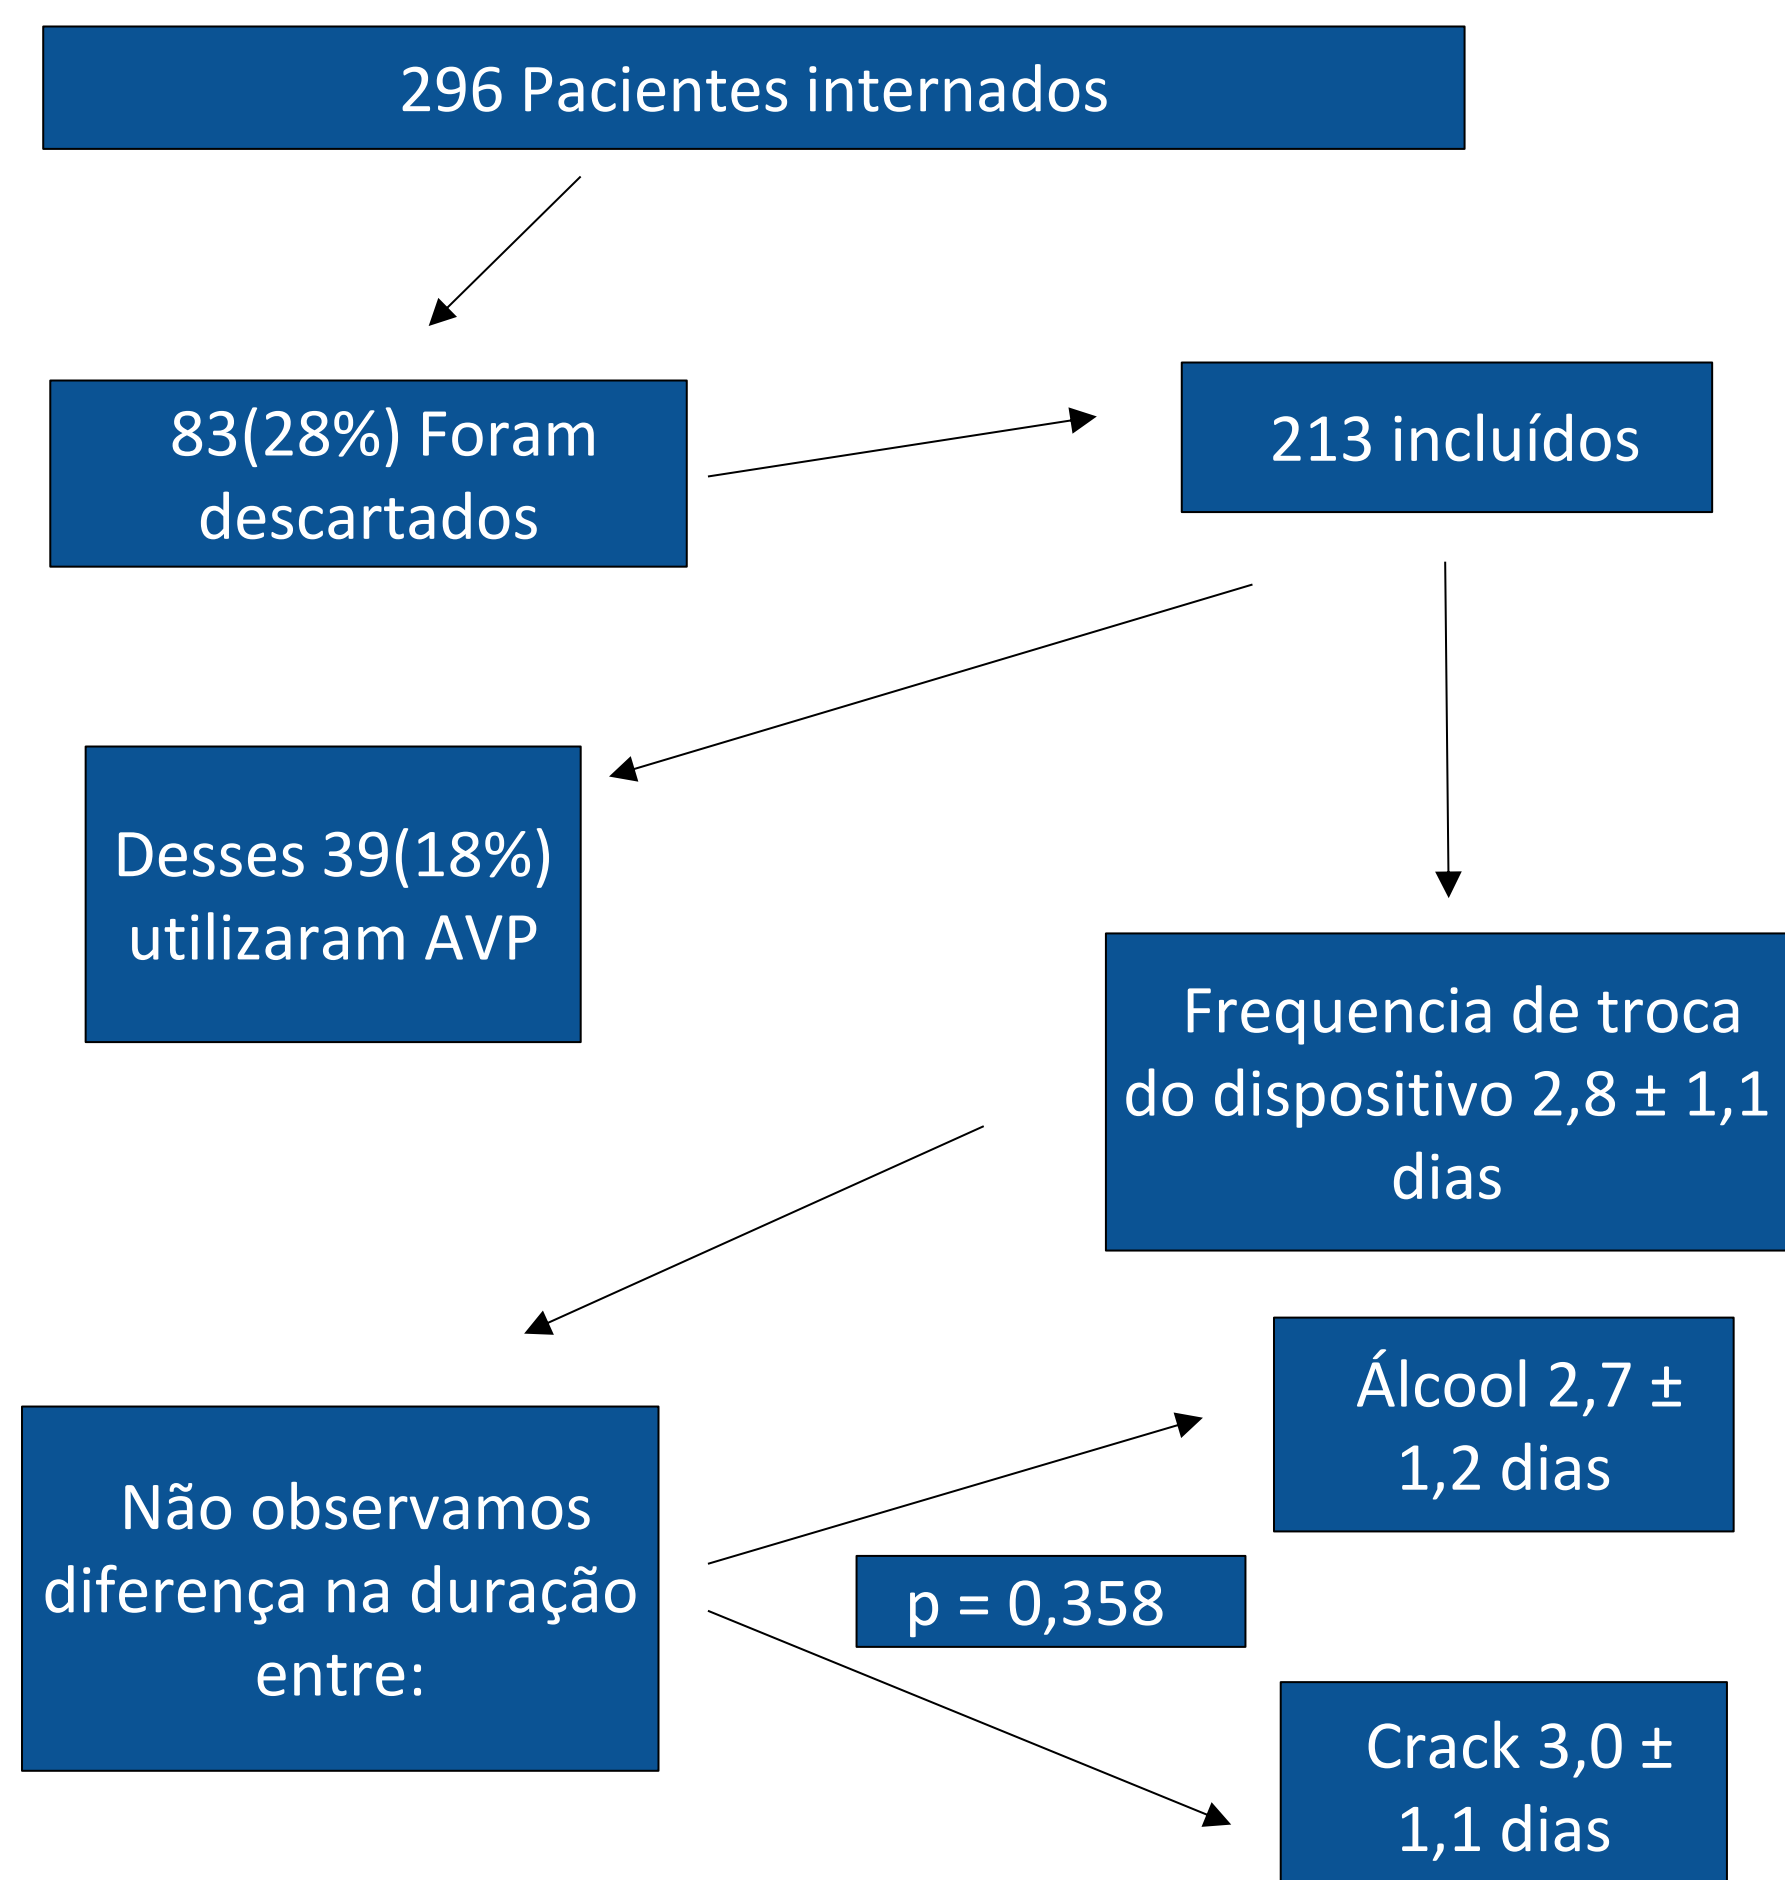 296 Pacientes internados
83(28%) Foram
descartados
213 incluídos
Desses 39(18%)
utilizaram AVP
Frequencia de troca
do dispositivo 2,8 ± 1,1
dias
Não observamos
diferença na duração
entre:
Álcool 2,7 ±
1,2 dias
p = 0,358
Crack 3,0 ±
1,1 dias